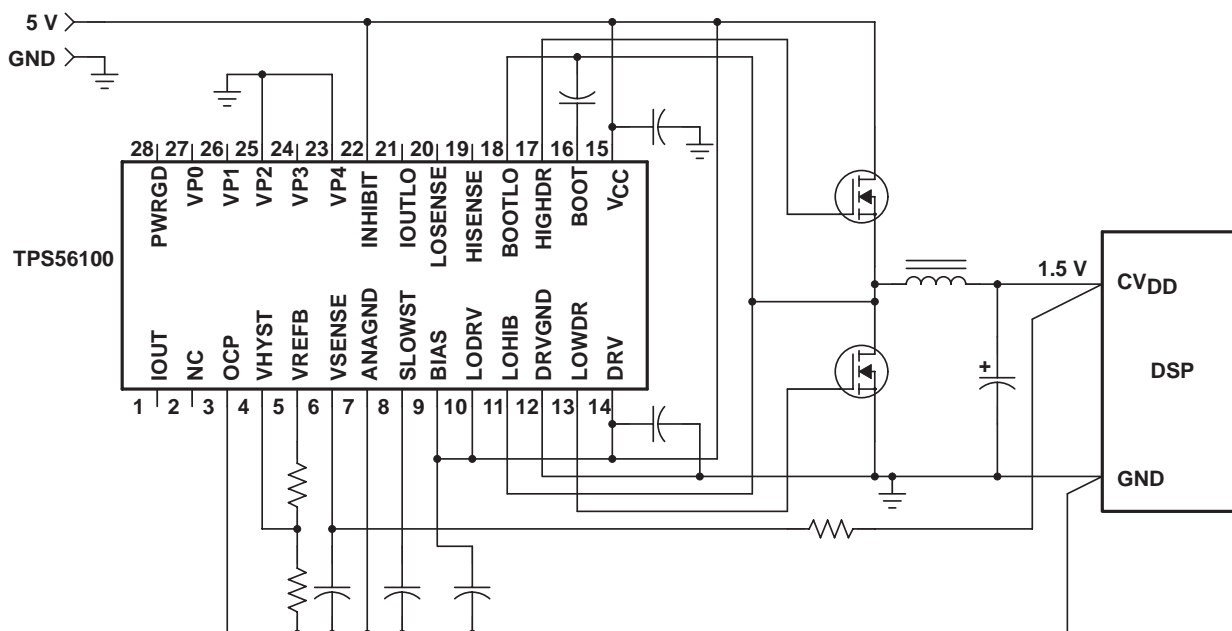 5 V
GND
28 27 26 25 24 23 22 21 20 19 18 17 16 15
PWRGD
VP0
VP1
VP2
VP3
VP4
INHIBIT
IOUTLO
LOSENSE
HISENSE
BOOTLO
HIGHDR
BOOT
VCC
TPS56100
IOUT
NC
OCP
VHYST
VREFB
VSENSE
ANAGND
SLOWST
BIAS
LODRV
LOHIB
DRVGND
LOWDR
DRV
1 2 3 4 5 6 7 8 9 10 11 12 13 14
1.5 V
CVDD
DSP
+
GND